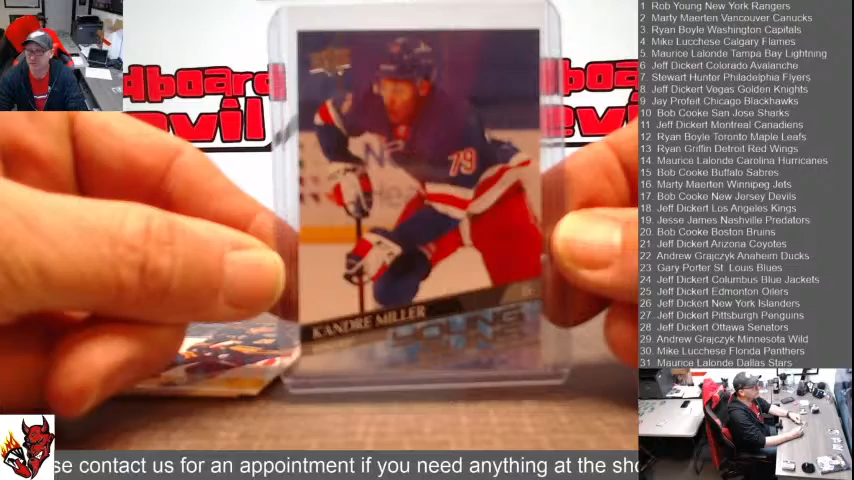 1 Rob Young New York Rangers
2 Marty Maerten Vancouver Canucks
3 Ryan Boyle Washington Capitals
4 Mike Lucchese Calgary Flames
5 Maurice Lalonde Tampa Bay Lightning
6 Jeff Dickert Colorado Avalanche
7. Stewart Hunter Philadelphia Flyers
8 Jeff Dickert Vegas Golden Knights
9 Jay Profeit Chicago Blackhawks
10 Bob Cooke San Jose Sharks
11 Jeff Dickert Montreal Canadiens
12 Ryan Boyle Toronto Maple Leafs
13 Ryan Griffin Detroit Red Wings
14 Maurice Lalonde Carolina Hurricanes
15 Bob Cooke Buffalo Sabres
16 Marty Maerten Winnipeg Jets
17 Bob Cooke New Jersey Devils
18 Jeff Dickert Los Angeles Kings
19 Jesse James Nashville Predators
20. Bob Cooke Boston Bruins
21 Jeff Dickert Arizona Coyotes
22 Andrew Grajczyk Anaheim Ducks
23 Gary Porter St Louis Blues
24 Jeff Dickert Columbus Blue Jackets
25 Jeff Dickert Edmonton Oilers
26 Jeff Dickert New York Islanders
27 Jeff Dickert Pittsburgh Penguins
28 Jeff Dickert Ottawa Senators
29 Andrew Grajczyk Minnesota Wild
30. Mike Lucchese Florida Panthers
31. Maurice Lalonde Dallas Stars
dboard
evil
79
KANDRE MILLER
YOUNG
se contact us for an appointment if you need anything at the sho